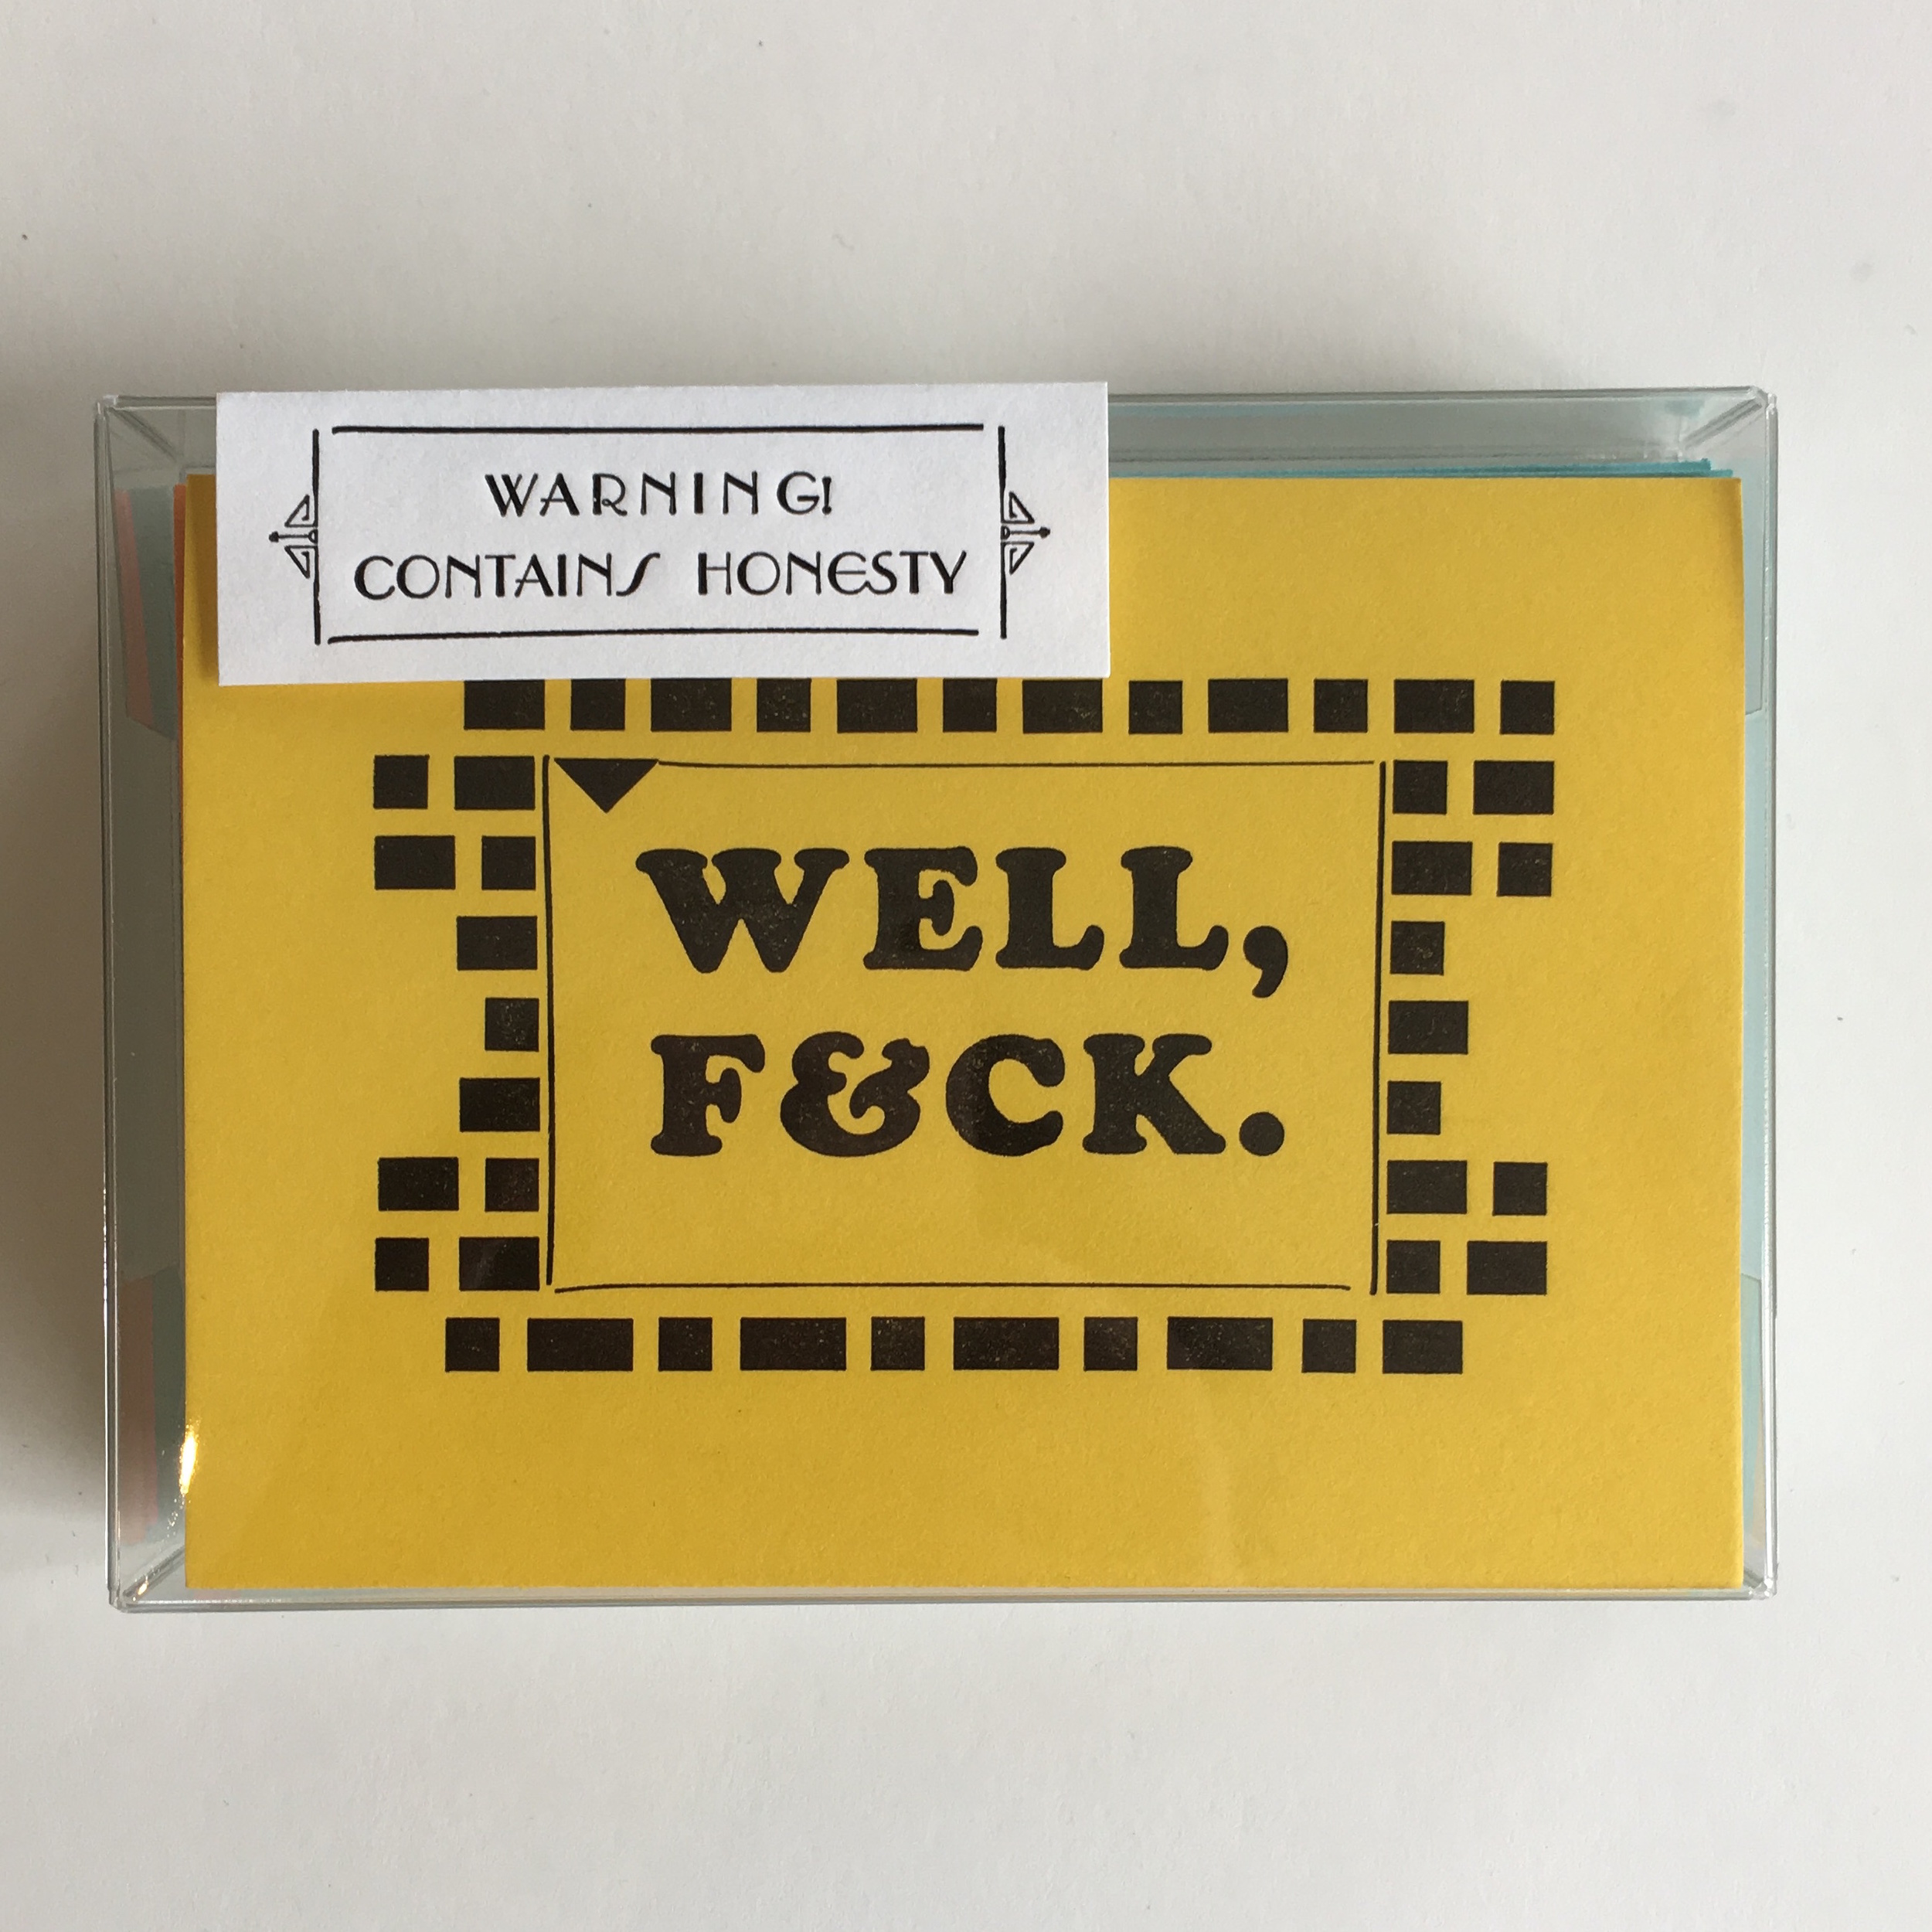 WARNING!
CONTAINS HONESTY
WELL,
F&CK.